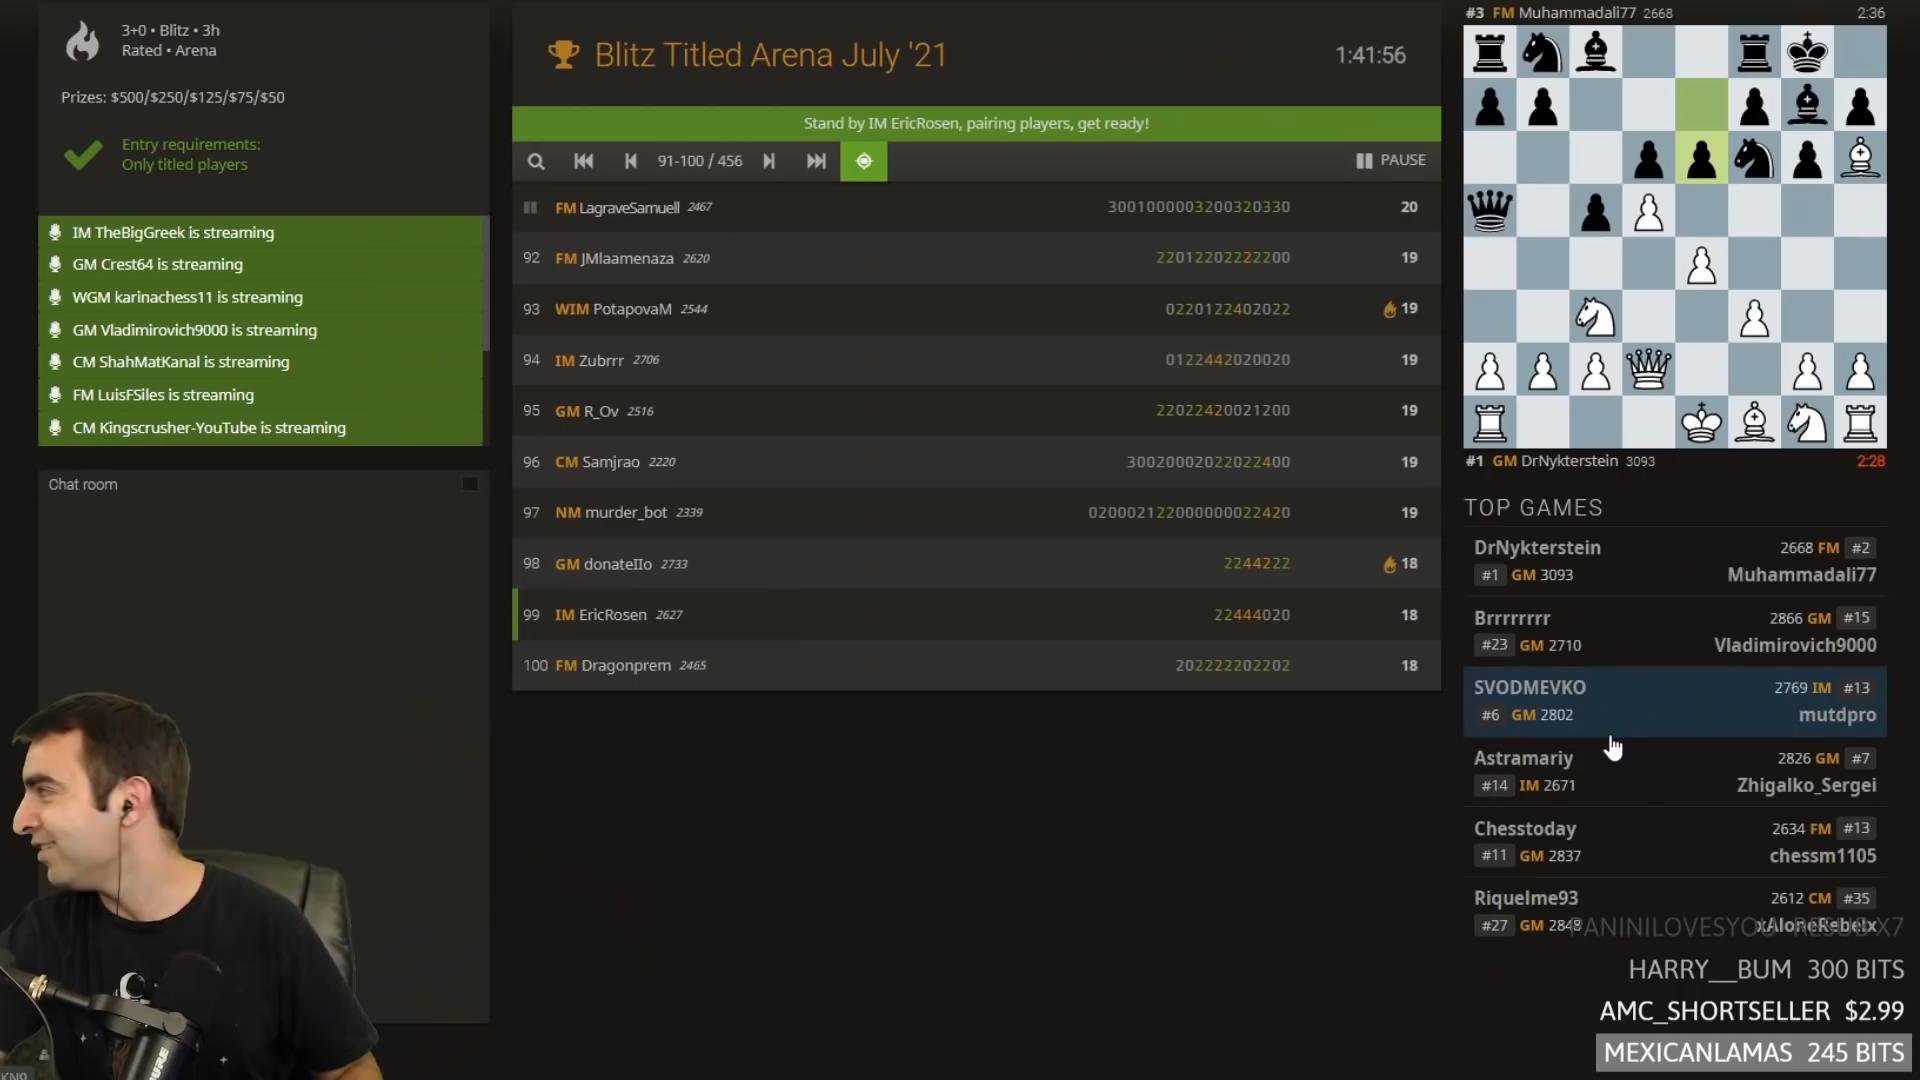 3+0 • Blitz • 3h
Rated • Arena
Prizes: $500/$250/$125/$75/$50
Entry requirements:
Only titled players
IM TheBigGreek is streaming
GM Crest64 is streaming
WGM karinachess11 is streaming
GM Vladimirovich9000 is streaming
CM ShahMatKanal is streaming
FM LuisFSiles is streaming
CM Kingscrusher-YouTube is streaming
Chat room
Blitz Titled Arena July '21
1:41:56
Stand by IM EricRosen, pairing players, get ready!
91-100 / 456
PAUSE
FM LagraveSamuell 2467 3001000003200320330 20
92 FM JMlaamenaza 2620 22012202222200 19
93 WIM PotapovaM 2544 0220122402022 19
94 IM Zubrrr 2706 0122442020020 19
95 GM R_Ov 2516 22022420021200 19
96 CM Samjrao 2220 30020002022022400 19
97 NM murder_bot 2339 020002122000000022420 19
98 GM donateIIo 2733 2244222 18
99 IM EricRosen 2627 22444020 18
100 FM Dragonprem 2465 202222202202 18
#3 FM Muhammadali77 2668 2:36
#1 GM DrNykterstein 3093 2:28
TOP GAMES
DrNykterstein 2668 FM #2
#1 GM 3093 Muhammadali77
Brrrrrrrr 2866 GM #15
#23 GM 2710 Vladimirovich9000
SVODMEVKO 2769 IM #13
#6 GM 2802 mutdpro
Astramariy 2826 GM #7
#14 IM 2671 Zhigalko_Sergei
Chesstoday 2634 FM #13
#11 GM 2837 chessm1105
Riquelme93 2612 CM #35
#27 GM 2848 xAloneRebelx
PANINILOVESYOU RESUB X7
HARRY__BUM 300 BITS
AMC_SHORTSELLER $2.99
MEXICANLAMAS 245 BITS